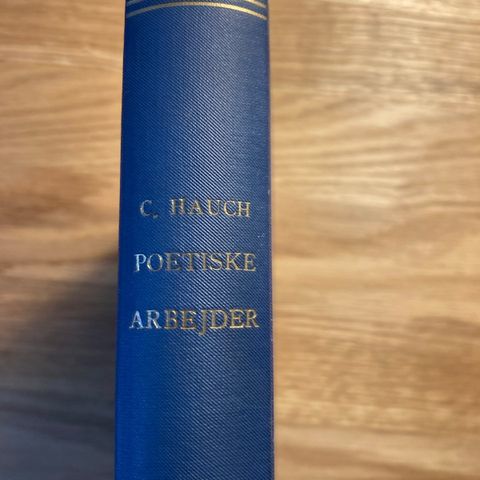 C. HAUCH
POETISKE
ARBEJDER